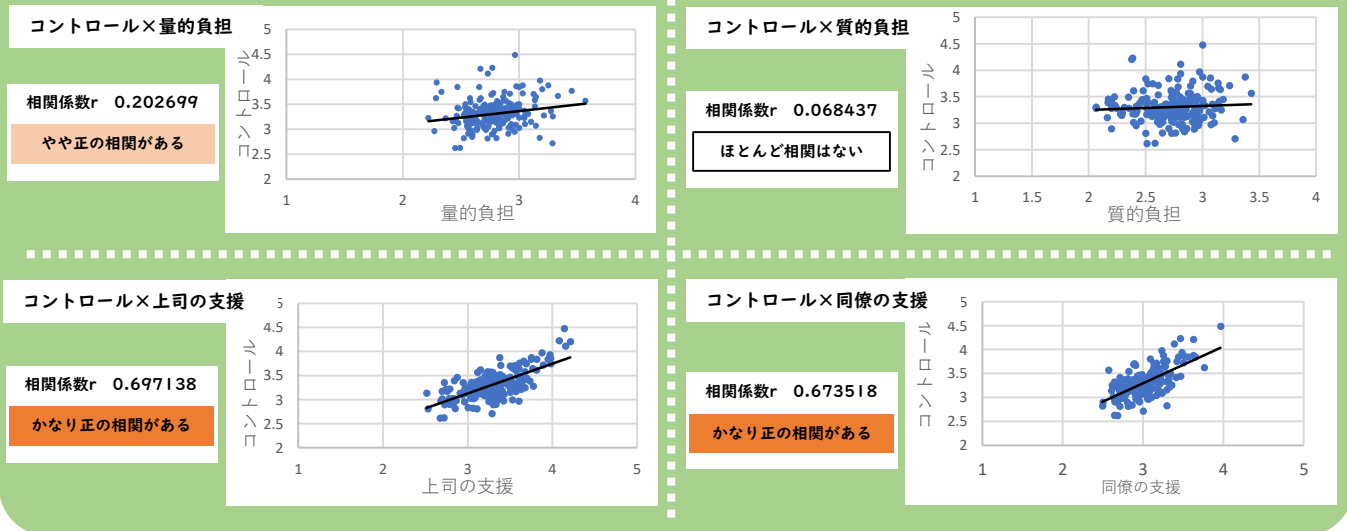 コントロール×量的負担
相関係数r 0.202699
やや正の相関がある
コントロール
5
4.5
4
3.5
3
2.5
2
1
2
3
4
量的負担
コントロール×質的負担
相関係数r 0.068437
ほとんど相関はない
コントロール
5
4.5
4
3.5
3
2.5
2
1
1.5
2
2.5
3
3.5
4
質的負担
コントロール×上司の支援
相関係数r 0.697138
かなり正の相関がある
コントロール
5
4.5
4
3.5
3
2.5
2
1
2
3
4
5
上司の支援
コントロール×同僚の支援
相関係数r 0.673518
かなり正の相関がある
コントロール
5
4.5
4
3.5
3
2.5
2
1
2
3
4
5
同僚の支援